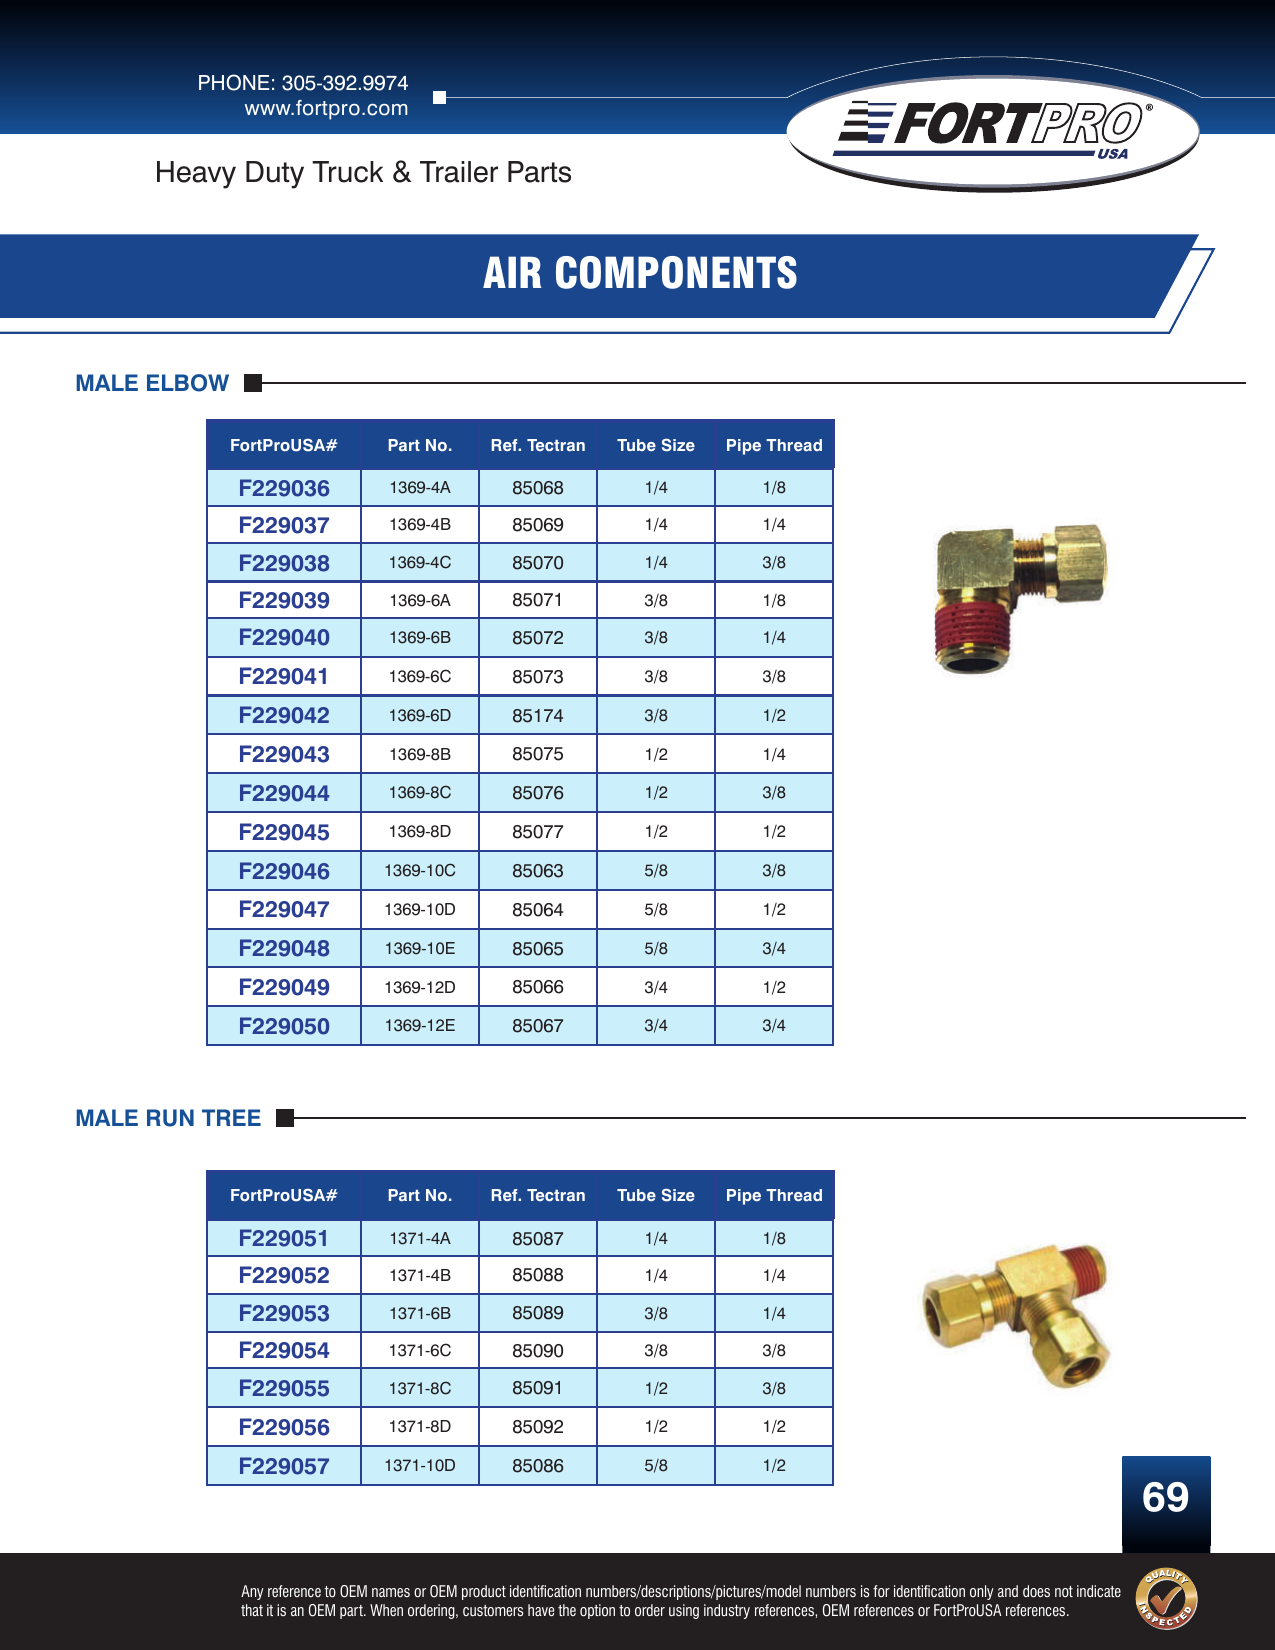 PHONE: 305-392.9974
www.fortpro.com
FORTPRO®
USA
Heavy Duty Truck & Trailer Parts
AIR COMPONENTS
MALE ELBOW
FortProUSA# Part No. Ref. Tectran Tube Size Pipe Thread
F229036 1369-4A 85068 1/4 1/8
F229037 1369-4B 85069 1/4 1/4
F229038 1369-4C 85070 1/4 3/8
F229039 1369-6A 85071 3/8 1/8
F229040 1369-6B 85072 3/8 1/4
F229041 1369-6C 85073 3/8 3/8
F229042 1369-6D 85174 3/8 1/2
F229043 1369-8B 85075 1/2 1/4
F229044 1369-8C 85076 1/2 3/8
F229045 1369-8D 85077 1/2 1/2
F229046 1369-10C 85063 5/8 3/8
F229047 1369-10D 85064 5/8 1/2
F229048 1369-10E 85065 5/8 3/4
F229049 1369-12D 85066 3/4 1/2
F229050 1369-12E 85067 3/4 3/4
MALE RUN TREE
FortProUSA# Part No. Ref. Tectran Tube Size Pipe Thread
F229051 1371-4A 85087 1/4 1/8
F229052 1371-4B 85088 1/4 1/4
F229053 1371-6B 85089 3/8 1/4
F229054 1371-6C 85090 3/8 3/8
F229055 1371-8C 85091 1/2 3/8
F229056 1371-8D 85092 1/2 1/2
F229057 1371-10D 85086 5/8 1/2
69
Any reference to OEM names or OEM product identification numbers/descriptions/pictures/model numbers is for identification only and does not indicate
that it is an OEM part. When ordering, customers have the option to order using industry references, OEM references or FortProUSA references.
QUALITY
INSPECTED